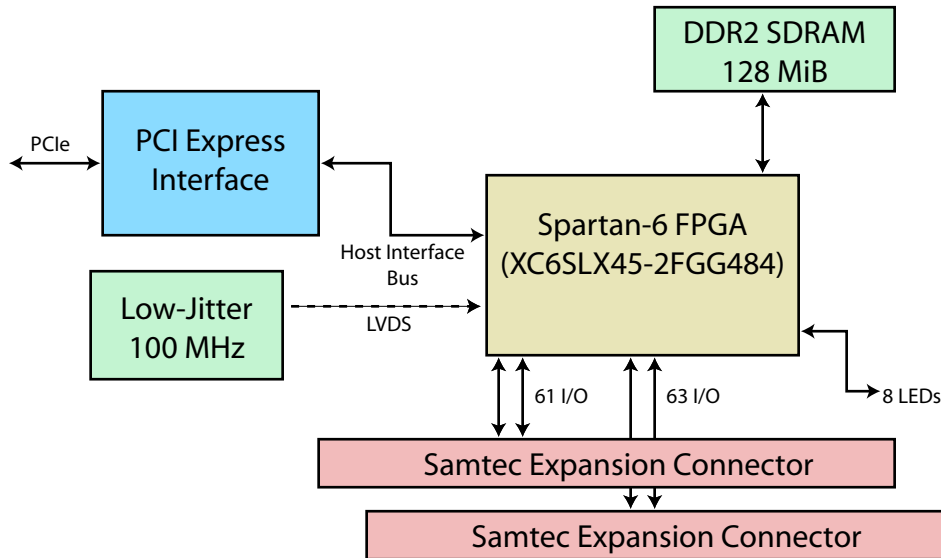 DDR2 SDRAM
128 MiB
PCIe
PCI Express
Interface
Spartan-6 FPGA
(XC6SLX45-2FGG484)
Host Interface
Bus
Low-Jitter
100 MHz
LVDS
61 I/O
63 I/O
8 LEDs
Samtec Expansion Connector
Samtec Expansion Connector